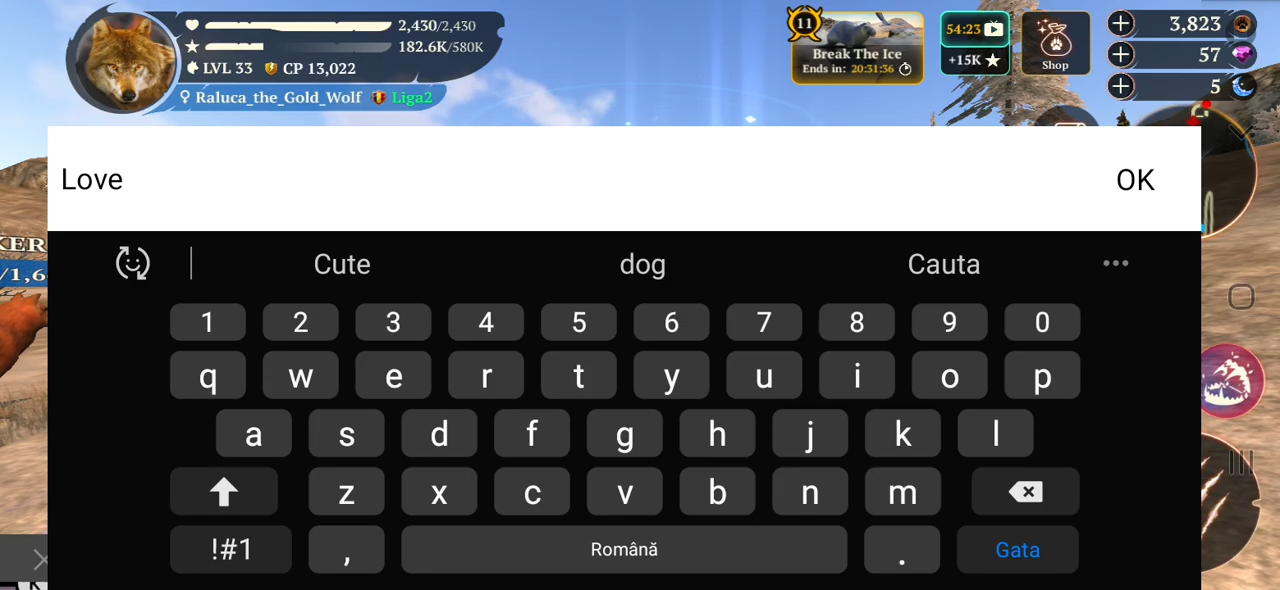 2,430/2,430
182.6K/580K
LVL 33 CP 13,022
Raluca_the_Gold_Wolf Liga2
11
Break The Ice
Ends in: 20:31:36
54:23
+15K
Shop
3,823
57
5
Love OK
Cute dog Cauta
1 2 3 4 5 6 7 8 9 0
q w e r t y u i o p
a s d f g h j k l
z x c v b n m
!#1 , Română . Gata